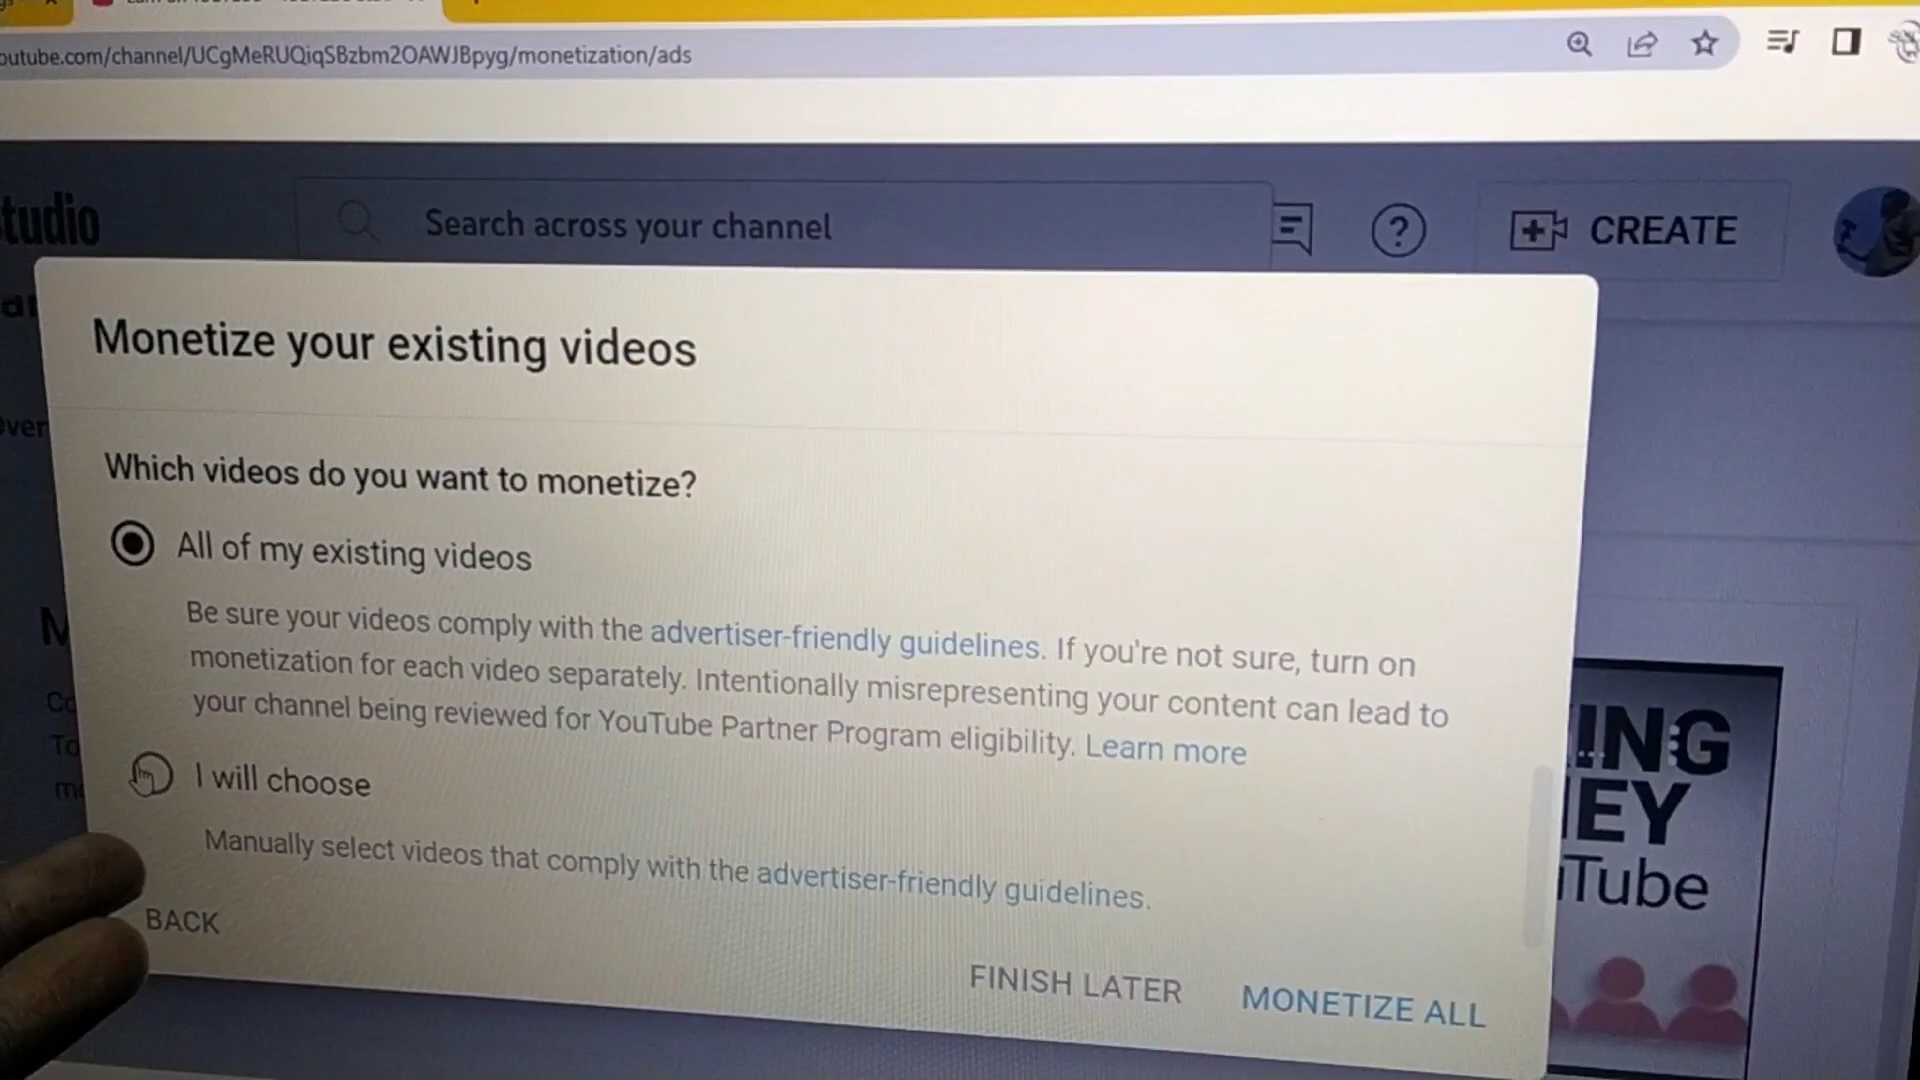 outube.com/channel/UCgMeRUQiqSBzbm2OAWJBpyg/monetization/ads
tudio
Search across your channel
CREATE
Monetize your existing videos
Which videos do you want to monetize?
All of my existing videos
Be sure your videos comply with the advertiser-friendly guidelines. If you're not sure, turn on
monetization for each video separately. Intentionally misrepresenting your content can lead to
your channel being reviewed for YouTube Partner Program eligibility. Learn more
I will choose
Manually select videos that comply with the advertiser-friendly guidelines.
BACK
FINISH LATER
MONETIZE ALL
ING
EY
Tube